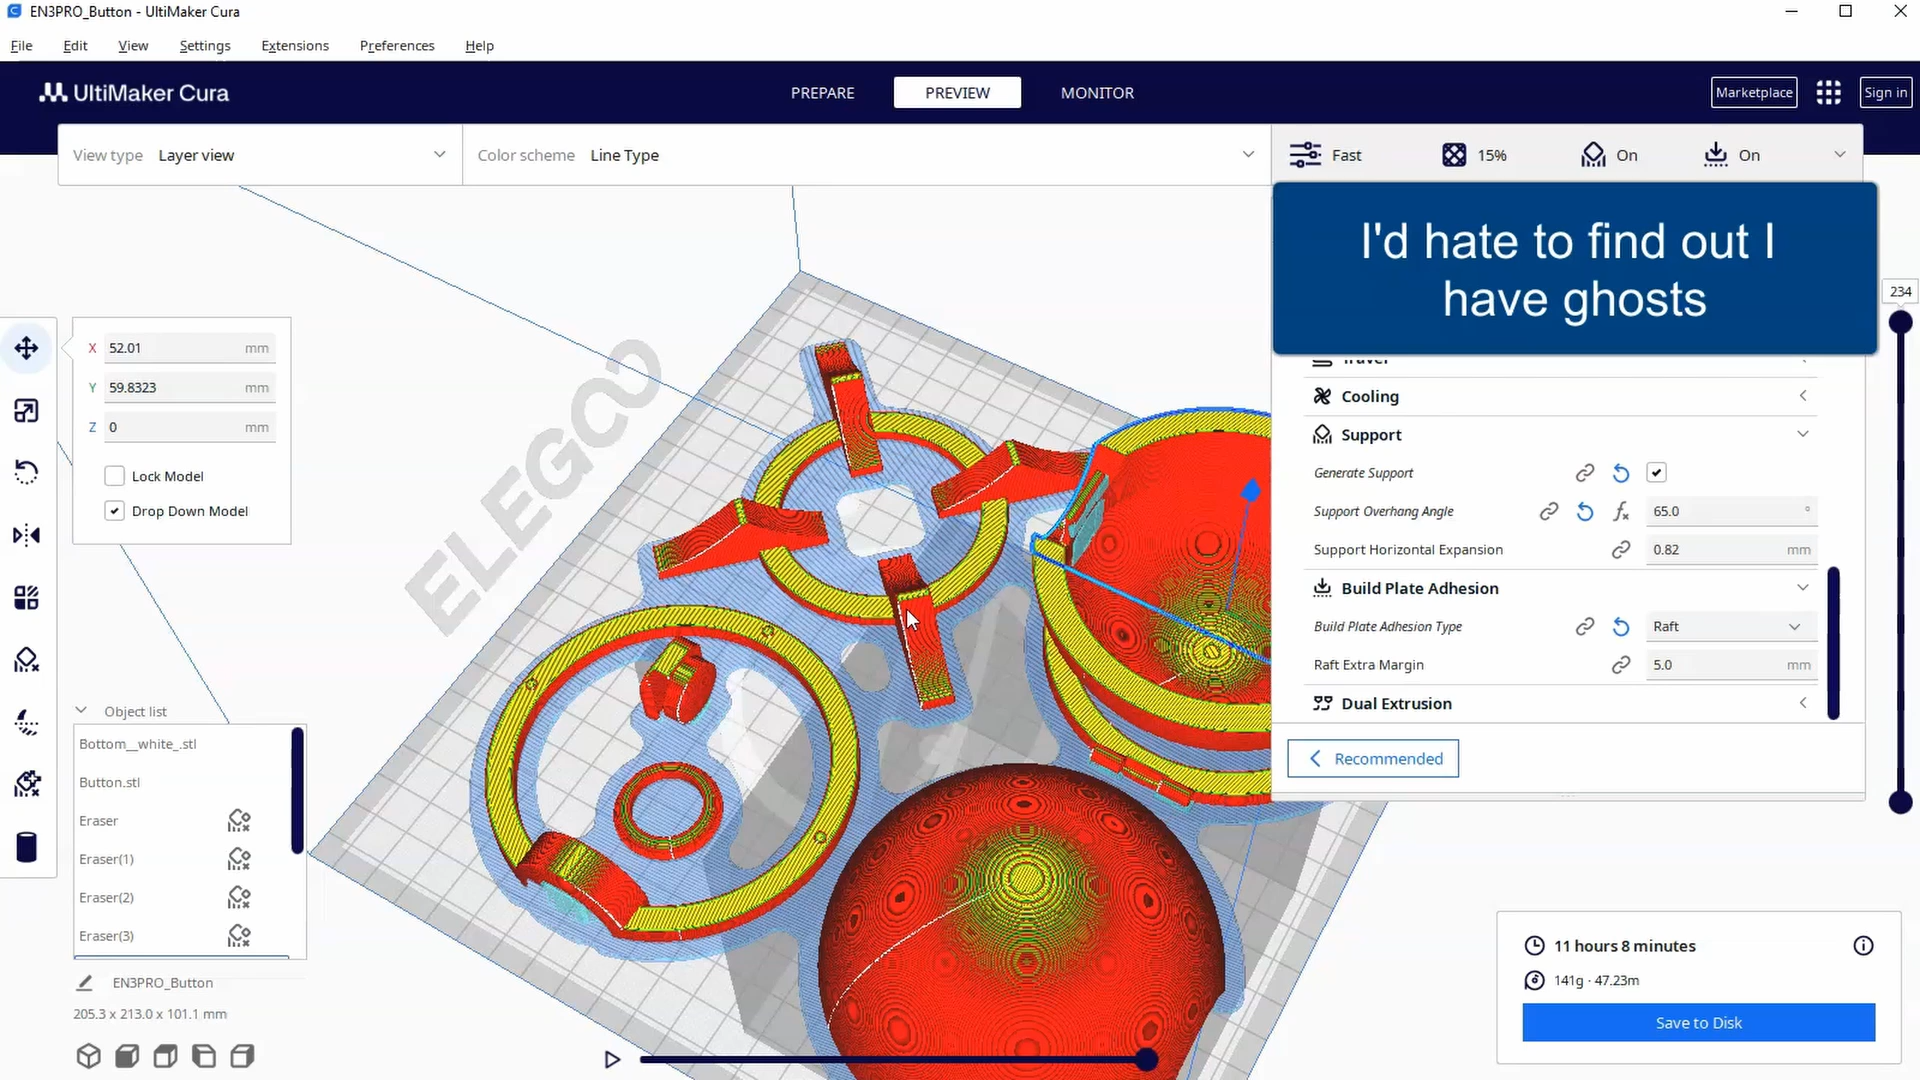 EN3PRO_Button - UltiMaker Cura
File Edit View Settings Extensions Preferences Help
UltiMaker Cura
PREPARE PREVIEW MONITOR
Marketplace
Sign in
View type Layer view
Color scheme Line Type
Fast 15% On On
I'd hate to find out I
have ghosts
234
X 52.01 mm
Y 59.8323 mm
Z 0 mm
Lock Model
Drop Down Model
ELEGOO
Travel
Cooling
Support
Generate Support
Support Overhang Angle 65.0 °
Support Horizontal Expansion 0.82 mm
Build Plate Adhesion
Build Plate Adhesion Type Raft
Raft Extra Margin 5.0 mm
Dual Extrusion
Recommended
Object list
Bottom__white_.stl
Button.stl
Eraser
Eraser(1)
Eraser(2)
Eraser(3)
EN3PRO_Button
205.3 x 213.0 x 101.1 mm
11 hours 8 minutes
141g · 47.23m
Save to Disk